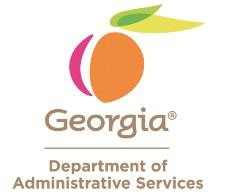 Georgia®
Department of
Administrative Services